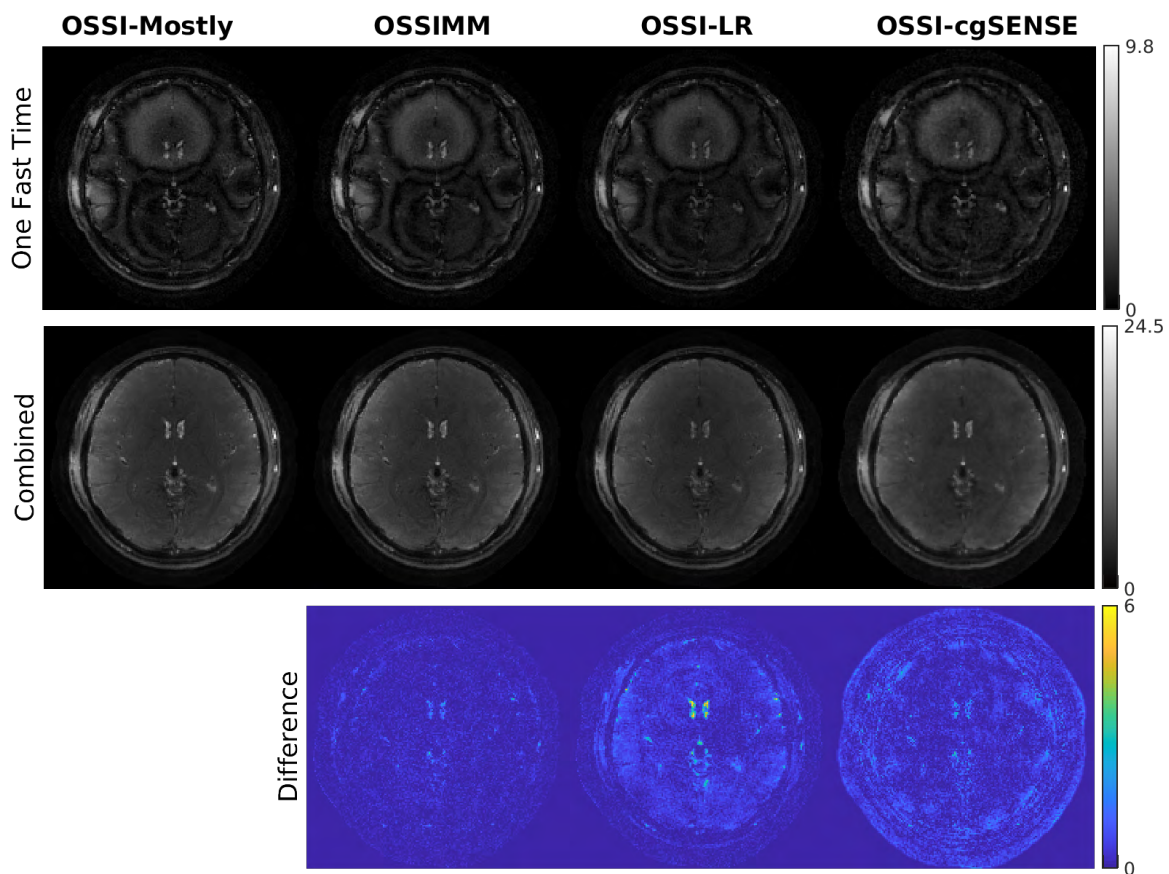 OSSI-Mostly OSSIMM OSSI-LR OSSI-cgSENSE
One Fast Time
9.8
0
Combined
24.5
0
Difference
6
0